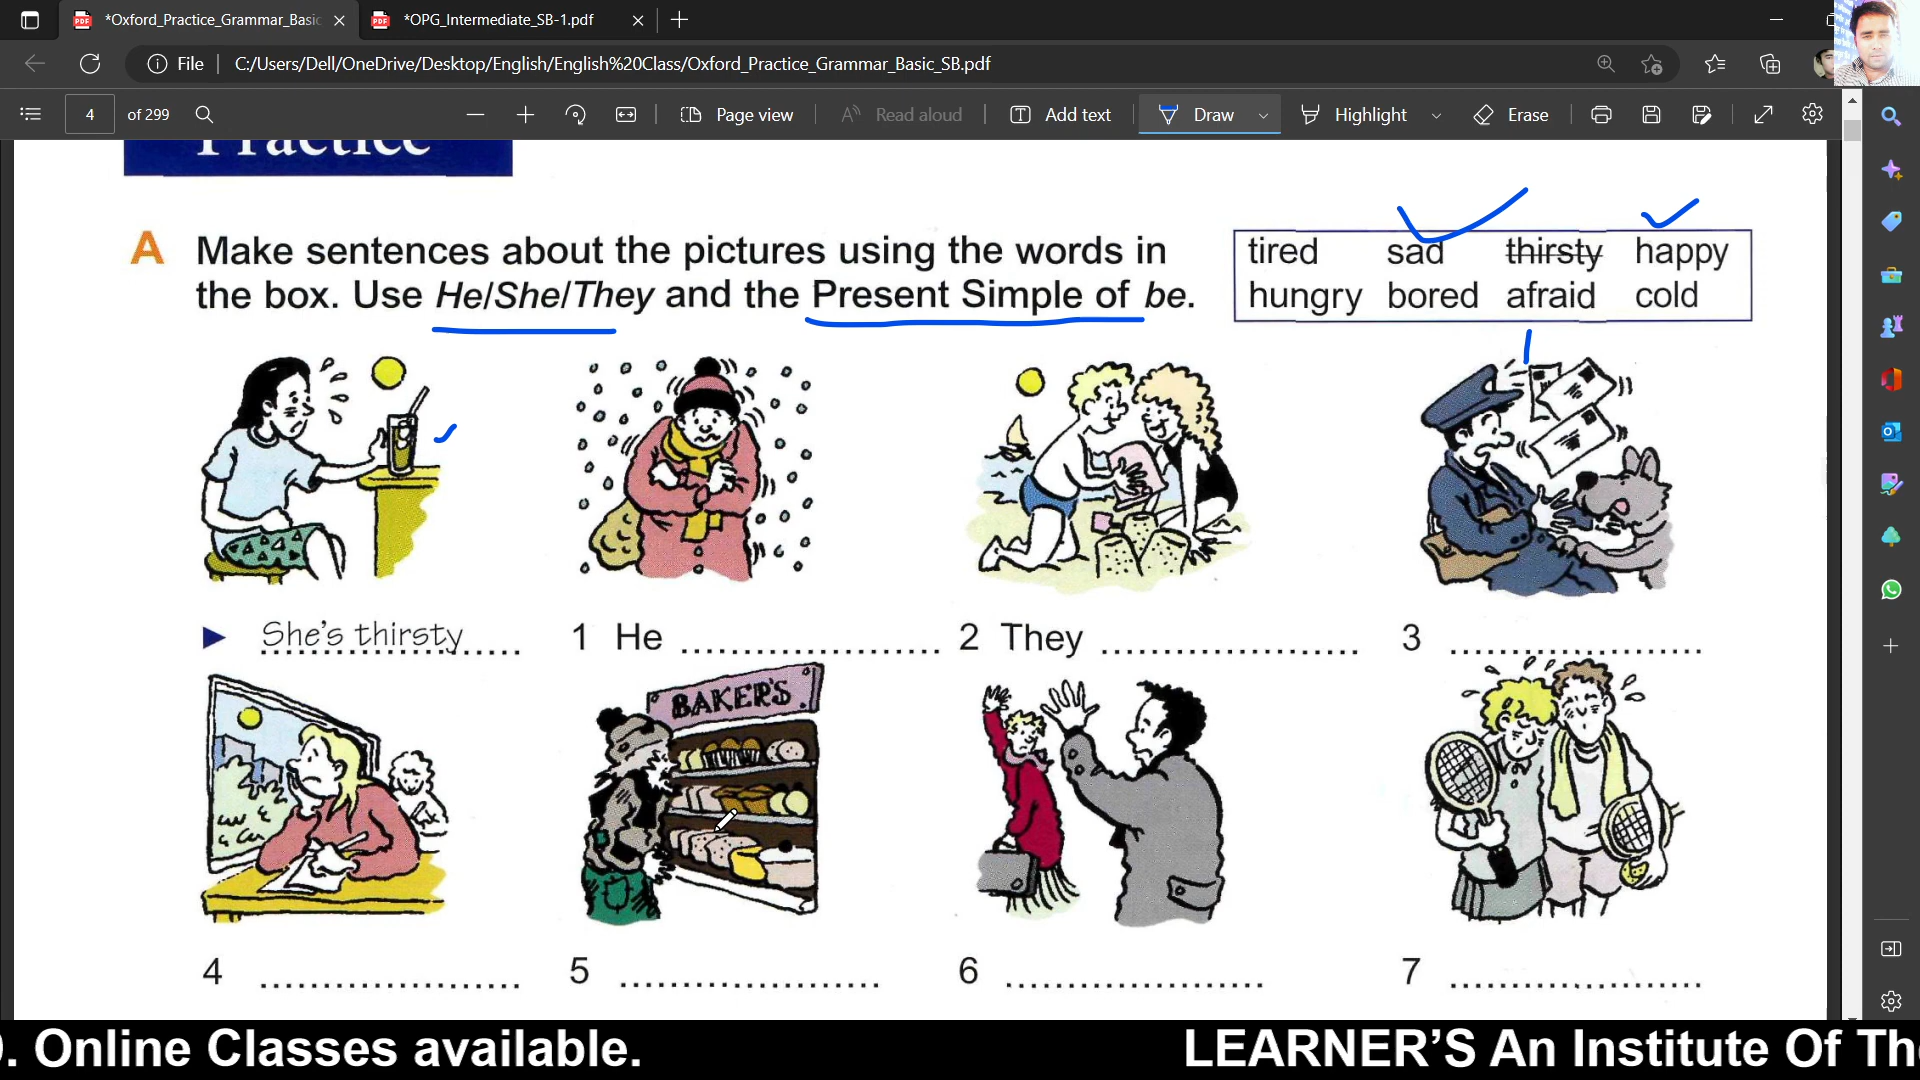 *Oxford_Practice_Grammar_Basic
*OPG_Intermediate_SB-1.pdf
File
C:/Users/Dell/OneDrive/Desktop/English/English%20Class/Oxford_Practice_Grammar_Basic_SB.pdf
4 of 299
Page view
Read aloud
Add text
Draw
Highlight
Erase
Practice
A Make sentences about the pictures using the words in
the box. Use He/She/They and the Present Simple of be.
tired sad thirsty happy
hungry bored afraid cold
She's thirsty
1 He
2 They
3
BAKER'S
4
5
6
7
. Online Classes available.
LEARNER'S An Institute Of